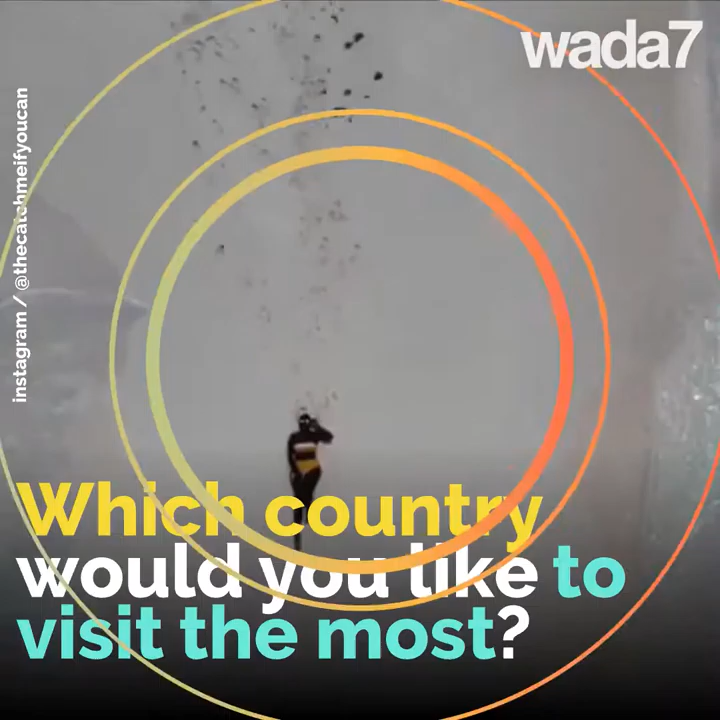 wada7
instagram / @thecatchmeifyoucan
Which country
would you like to
visit the most?